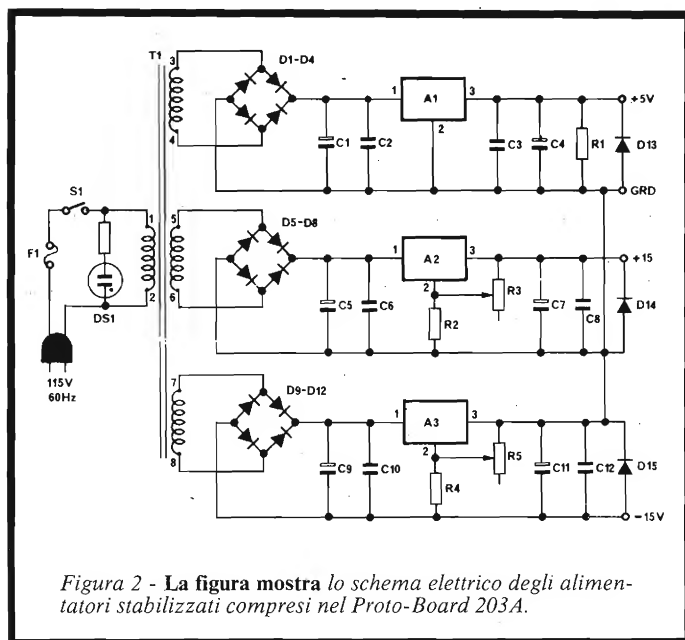 T1
3
4
D1-D4
1
A1
3
2
C1
C2
C3
C4
R1
D13
+5V
GRD
S1
F1
DS1
115V
60Hz
1
2
5
6
D5-D8
1
A2
3
2
R3
R2
C5
C6
C7
C8
D14
+15
7
8
D9-D12
1
A3
3
2
R5
R4
C9
C10
C11
C12
D15
-15V
Figura 2 - La figura mostra lo schema elettrico degli alimen-
tatori stabilizzati compresi nel Proto-Board 203A.